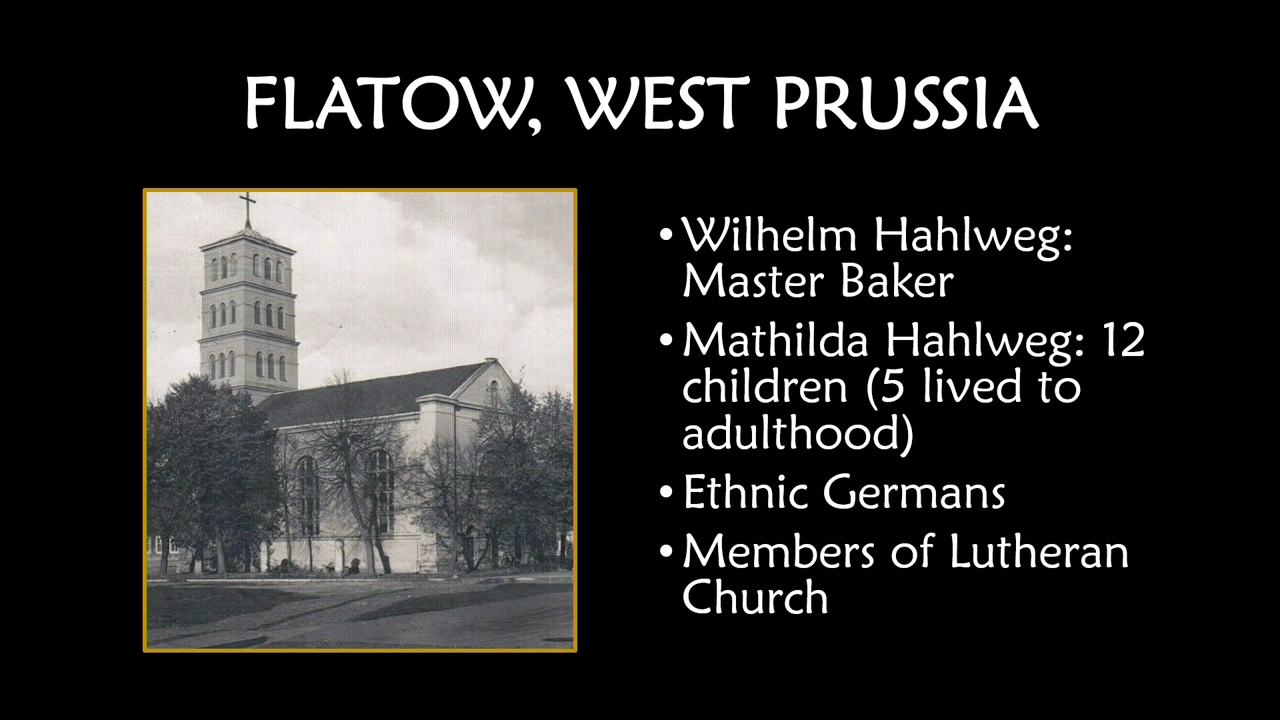 FLATOW, WEST PRUSSIA
• Wilhelm Hahlweg:
Master Baker
• Mathilda Hahlweg: 12
children (5 lived to
adulthood)
• Ethnic Germans
• Members of Lutheran
Church